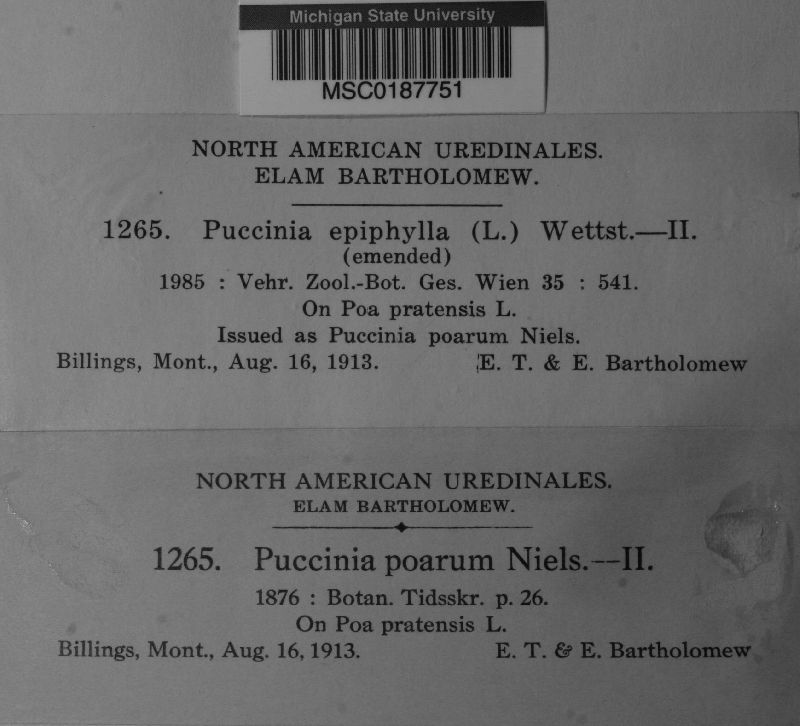 Michigan State University
MSC0187751
NORTH AMERICAN UREDINALES.
ELAM BARTHOLOMEW.
1265. Puccinia epiphylla (L.) Wettst.—II.
(emended)
1985 : Vehr. Zool.-Bot. Ges. Wien 35 : 541.
On Poa pratensis L.
Issued as Puccinia poarum Niels.
Billings, Mont., Aug. 16, 1913. E. T. & E. Bartholomew
NORTH AMERICAN UREDINALES.
ELAM BARTHOLOMEW.
1265. Puccinia poarum Niels.--II.
1876 : Botan. Tidsskr. p. 26.
On Poa pratensis L.
Billings, Mont., Aug. 16, 1913. E. T. & E. Bartholomew